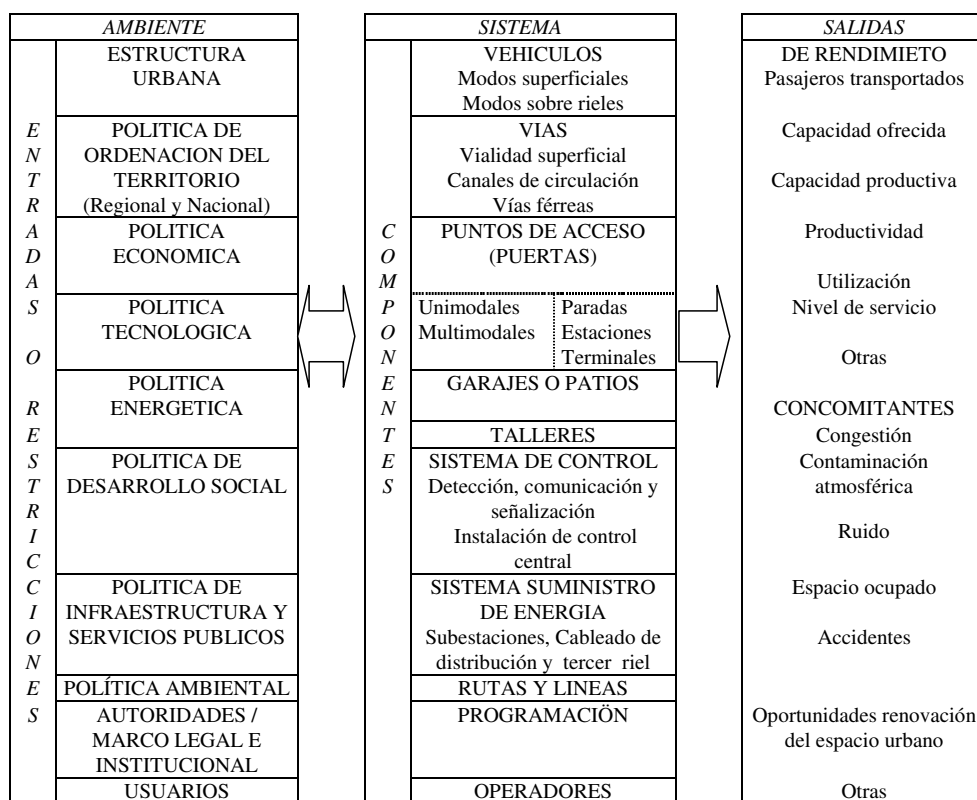 AMBIENTE
ENTRADAS O RESTRICCIONES
ESTRUCTURA
URBANA
POLITICA DE
ORDENACION DEL
TERRITORIO
(Regional y Nacional)
POLITICA
ECONOMICA
POLITICA
TECNOLOGICA
POLITICA
ENERGETICA
POLITICA DE
DESARROLLO SOCIAL
POLITICA DE
INFRAESTRUCTURA Y
SERVICIOS PUBLICOS
POLÍTICA AMBIENTAL
AUTORIDADES /
MARCO LEGAL E
INSTITUCIONAL
USUARIOS
SISTEMA
COMPONENTES
VEHICULOS
Modos superficiales
Modos sobre rieles
VIAS
Vialidad superficial
Canales de circulación
Vías férreas
PUNTOS DE ACCESO
(PUERTAS)
Unimodales
Multimodales
Paradas
Estaciones
Terminales
GARAJES O PATIOS
TALLERES
SISTEMA DE CONTROL
Detección, comunicación y
señalización
Instalación de control
central
SISTEMA SUMINISTRO
DE ENERGIA
Subestaciones, Cableado de
distribución y tercer riel
RUTAS Y LINEAS
PROGRAMACIÖN
OPERADORES
SALIDAS
DE RENDIMIETO
Pasajeros transportados
Capacidad ofrecida
Capacidad productiva
Productividad
Utilización
Nivel de servicio
Otras
CONCOMITANTES
Congestión
Contaminación
atmosférica
Ruido
Espacio ocupado
Accidentes
Oportunidades renovación
del espacio urbano
Otras